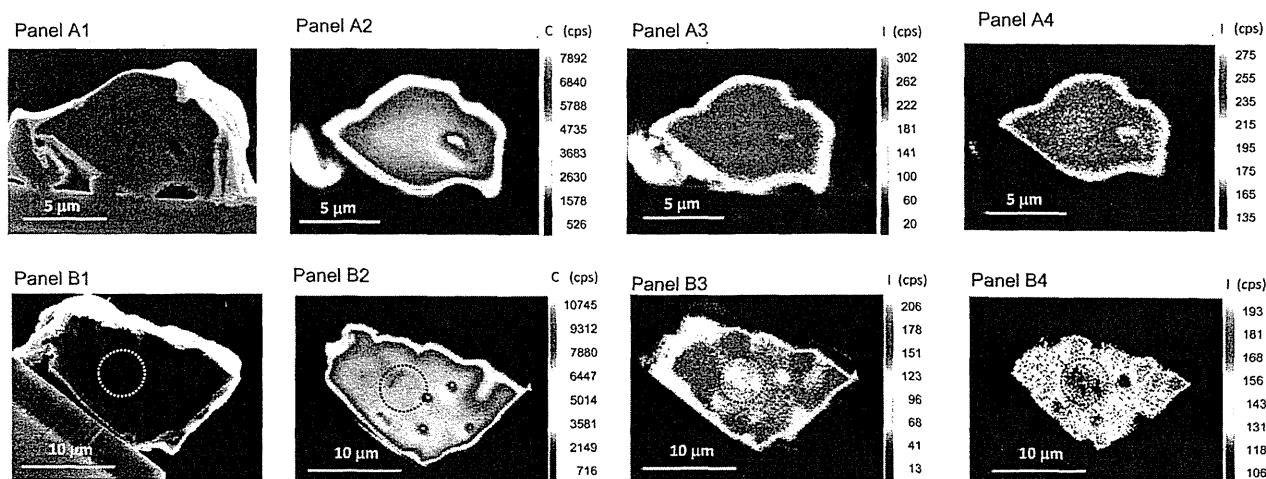 Panel A1
5 µm
Panel A2
C (cps)
7892
6840
5788
4735
3683
2630
1578
526
5 µm
Panel A3
I (cps)
302
262
222
181
141
100
60
20
5 µm
Panel A4
I (cps)
275
255
235
215
195
175
165
135
5 µm
Panel B1
10 µm
Panel B2
C (cps)
10745
9312
7880
6447
5014
3581
2149
716
10 µm
Panel B3
I (cps)
206
178
151
123
96
68
41
13
10 µm
Panel B4
I (cps)
193
181
168
156
143
131
118
106
10 µm